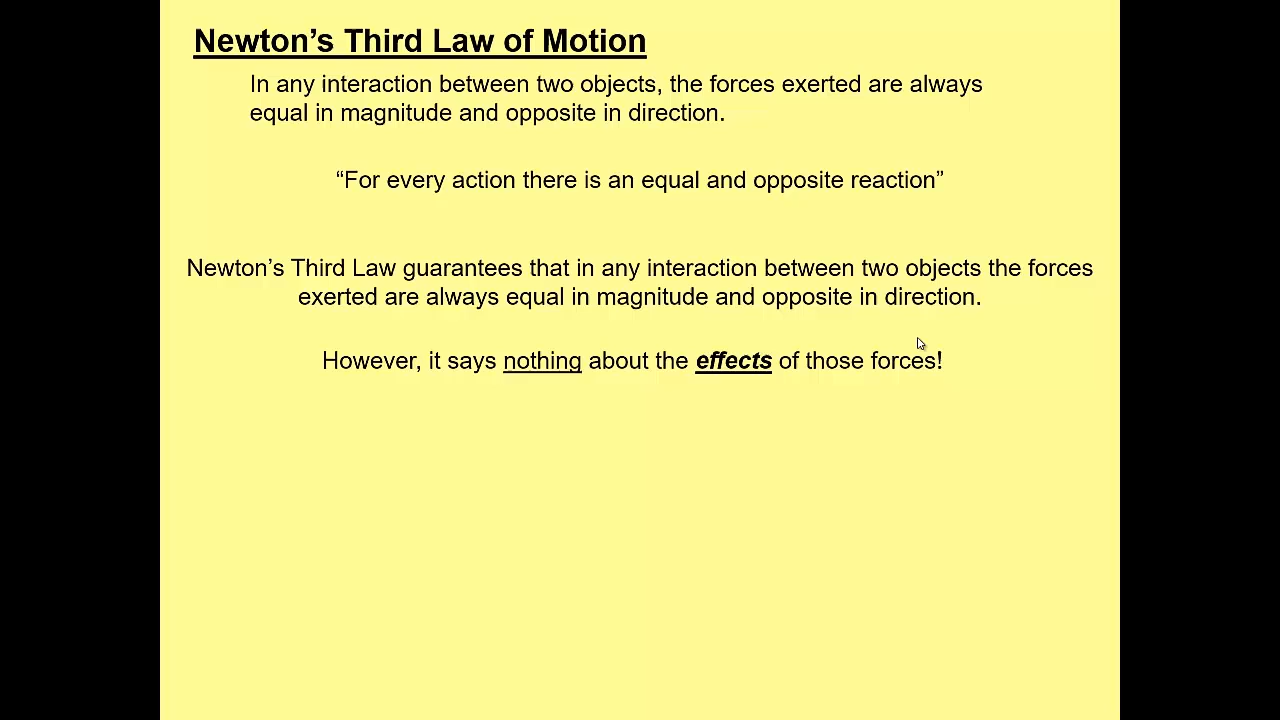 Newton’s Third Law of Motion
In any interaction between two objects, the forces exerted are always
equal in magnitude and opposite in direction.
“For every action there is an equal and opposite reaction”
Newton’s Third Law guarantees that in any interaction between two objects the forces
exerted are always equal in magnitude and opposite in direction.
However, it says nothing about the effects of those forces!